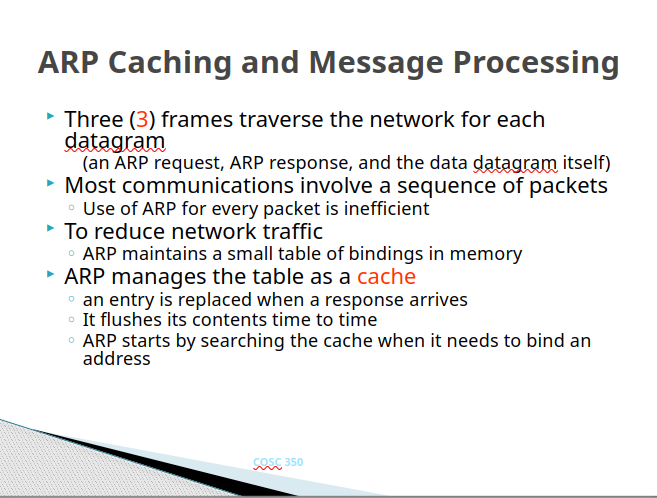 ARP Caching and Message Processing
Three (3) frames traverse the network for each
datagram
(an ARP request, ARP response, and the data datagram itself)
Most communications involve a sequence of packets
Use of ARP for every packet is inefficient
To reduce network traffic
ARP maintains a small table of bindings in memory
ARP manages the table as a cache
an entry is replaced when a response arrives
It flushes its contents time to time
ARP starts by searching the cache when it needs to bind an
address
COSC 350